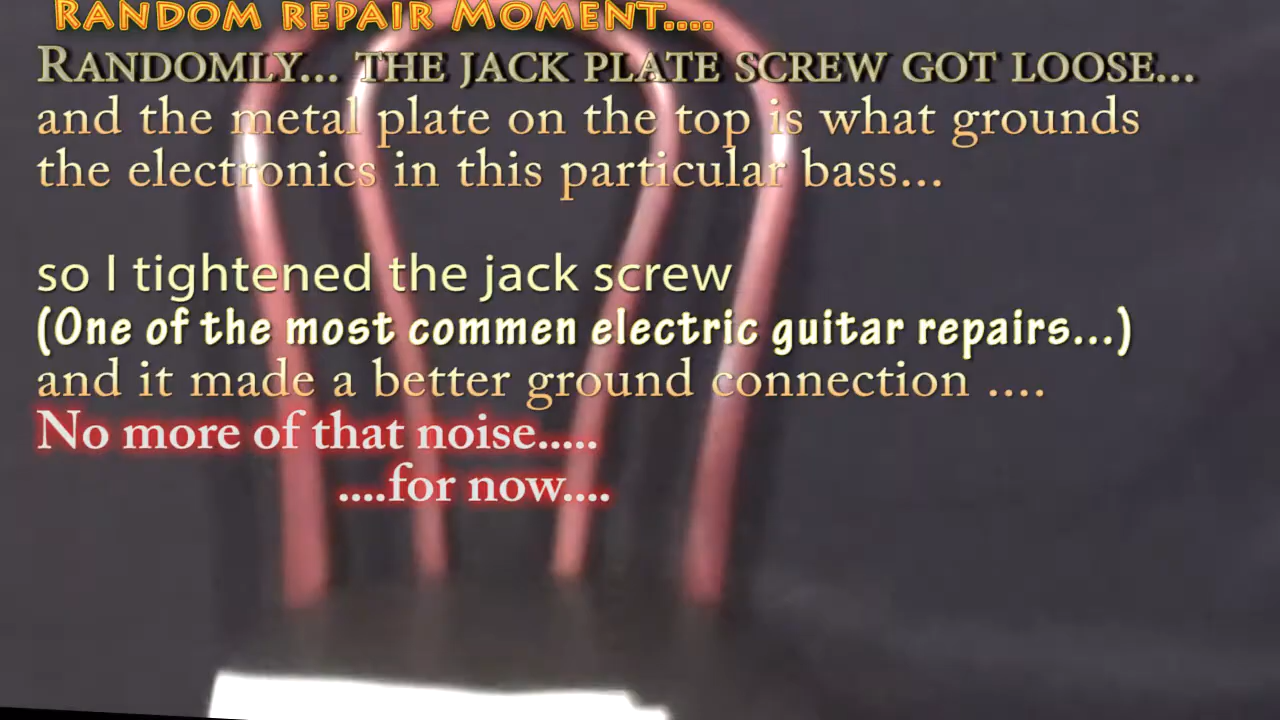 RANDOM REPAIR MOMENT....
RANDOMLY... THE JACK PLATE SCREW GOT LOOSE...
and the metal plate on the top is what grounds
the electronics in this particular bass...
so I tightened the jack screw
(One of the most commen electric guitar repairs...)
and it made a better ground connection ....
No more of that noise.....
....for now....